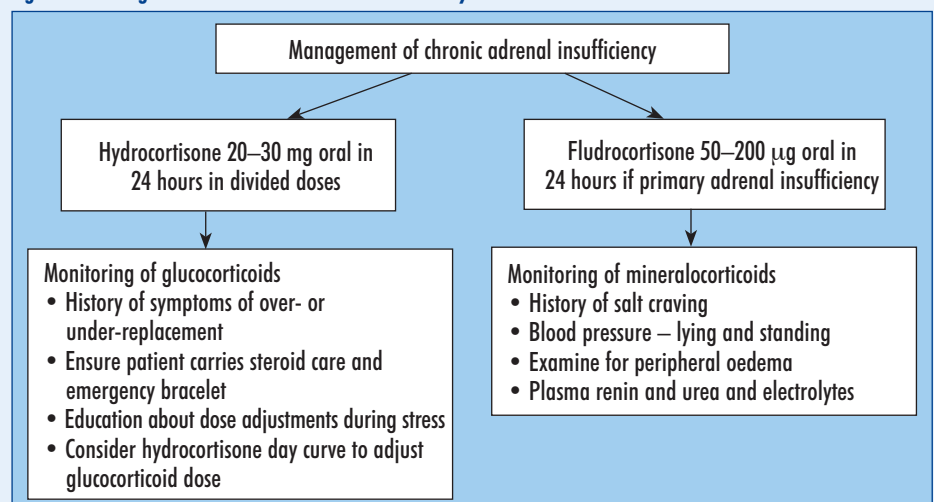 Management of chronic adrenal insufficiency
Hydrocortisone 20–30 mg oral in
24 hours in divided doses
Fludrocortisone 50–200 μg oral in
24 hours if primary adrenal insufficiency
Monitoring of glucocorticoids
• History of symptoms of over- or
under-replacement
• Ensure patient carries steroid care and
emergency bracelet
• Education about dose adjustments during stress
• Consider hydrocortisone day curve to adjust
glucocorticoid dose
Monitoring of mineralocorticoids
• History of salt craving
• Blood pressure – lying and standing
• Examine for peripheral oedema
• Plasma renin and urea and electrolytes